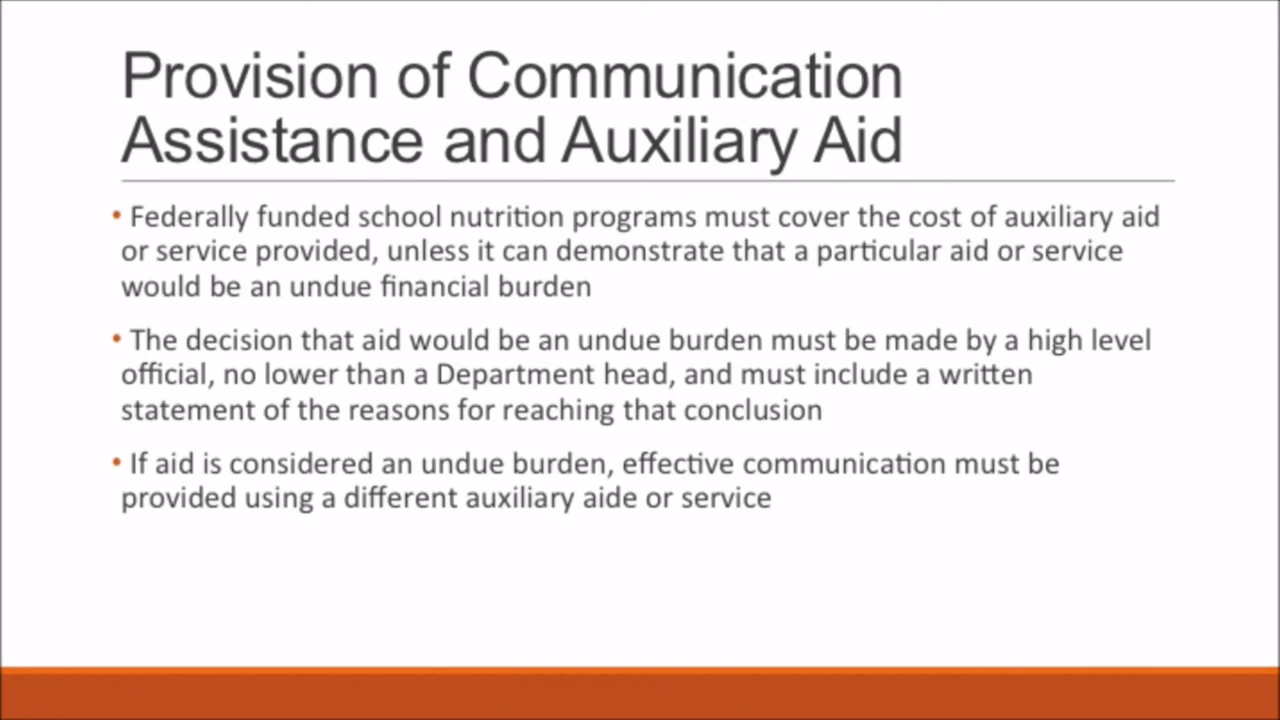 Provision of Communication
Assistance and Auxiliary Aid
• Federally funded school nutrition programs must cover the cost of auxiliary aid
or service provided, unless it can demonstrate that a particular aid or service
would be an undue financial burden
• The decision that aid would be an undue burden must be made by a high level
official, no lower than a Department head, and must include a written
statement of the reasons for reaching that conclusion
• If aid is considered an undue burden, effective communication must be
provided using a different auxiliary aide or service